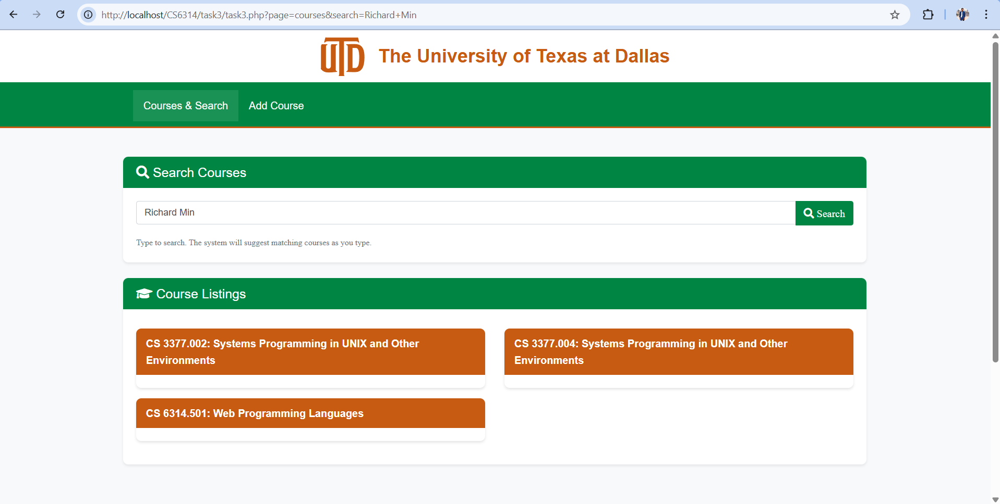 http://localhost/CS6314/task3/task3.php?page=courses&search=Richard+Min
UTD
The University of Texas at Dallas
Courses & Search
Add Course
Search Courses
Richard Min
Search
Type to search. The system will suggest matching courses as you type.
Course Listings
CS 3377.002: Systems Programming in UNIX and Other
Environments
CS 3377.004: Systems Programming in UNIX and Other
Environments
CS 6314.501: Web Programming Languages